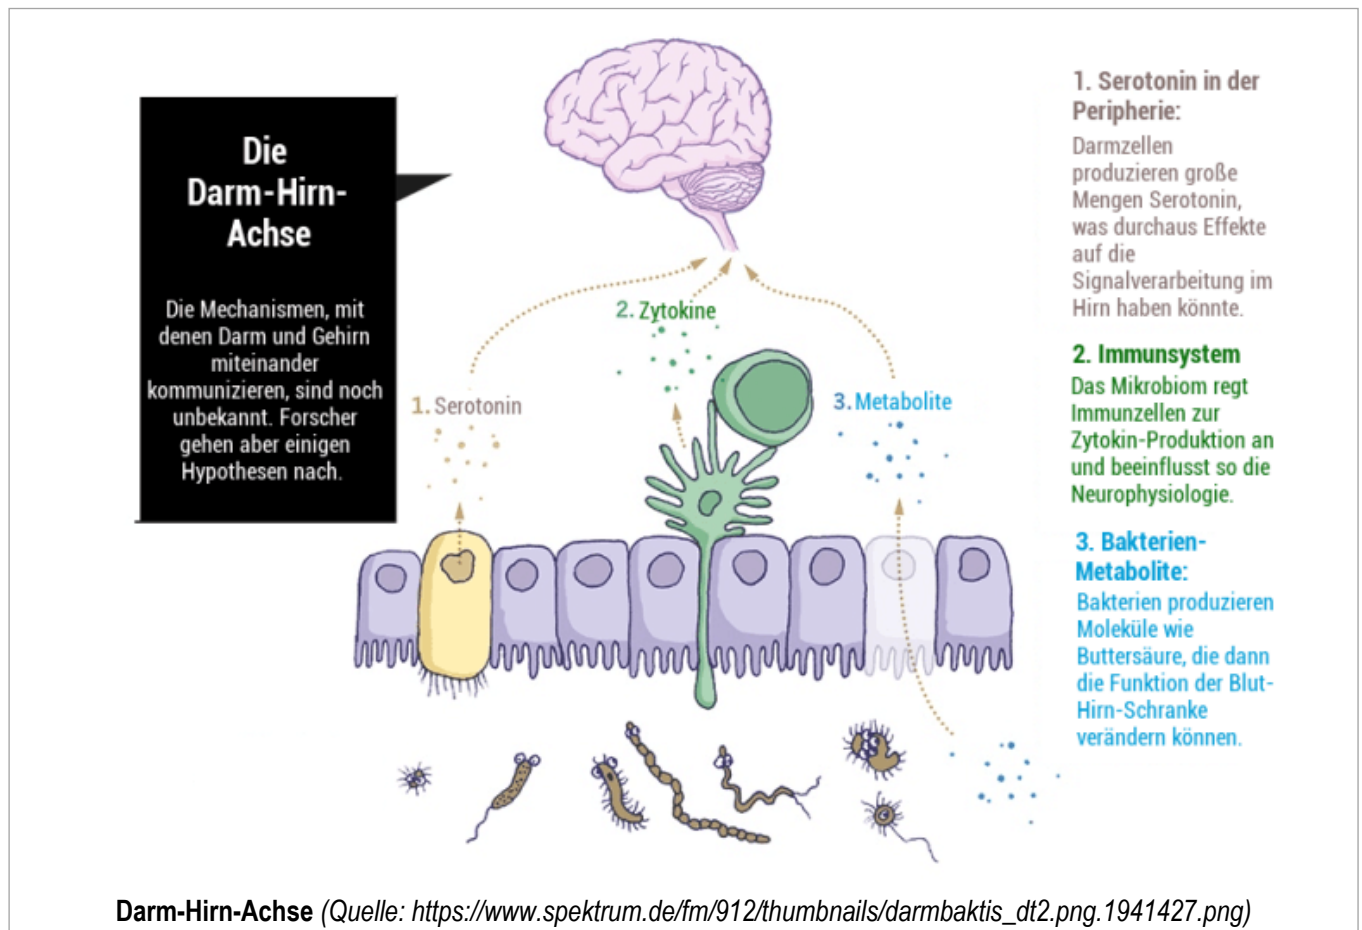 Die
Darm-Hirn-
Achse
Die Mechanismen, mit
denen Darm und Gehirn
miteinander
kommunizieren, sind noch
unbekannt. Forscher
gehen aber einigen
Hypothesen nach.
1. Serotonin
2. Zytokine
3. Metabolite
1. Serotonin in der
Peripherie:
Darmzellen
produzieren große
Mengen Serotonin,
was durchaus Effekte
auf die
Signalverarbeitung im
Hirn haben könnte.
2. Immunsystem
Das Mikrobiom regt
Immunzellen zur
Zytokin-Produktion an
und beeinflusst so die
Neurophysiologie.
3. Bakterien-
Metabolite:
Bakterien produzieren
Moleküle wie
Buttersäure, die dann
die Funktion der Blut-
Hirn-Schranke
verändern können.
Darm-Hirn-Achse (Quelle: https://www.spektrum.de/fm/912/thumbnails/darmbaktis_dt2.png.1941427.png)